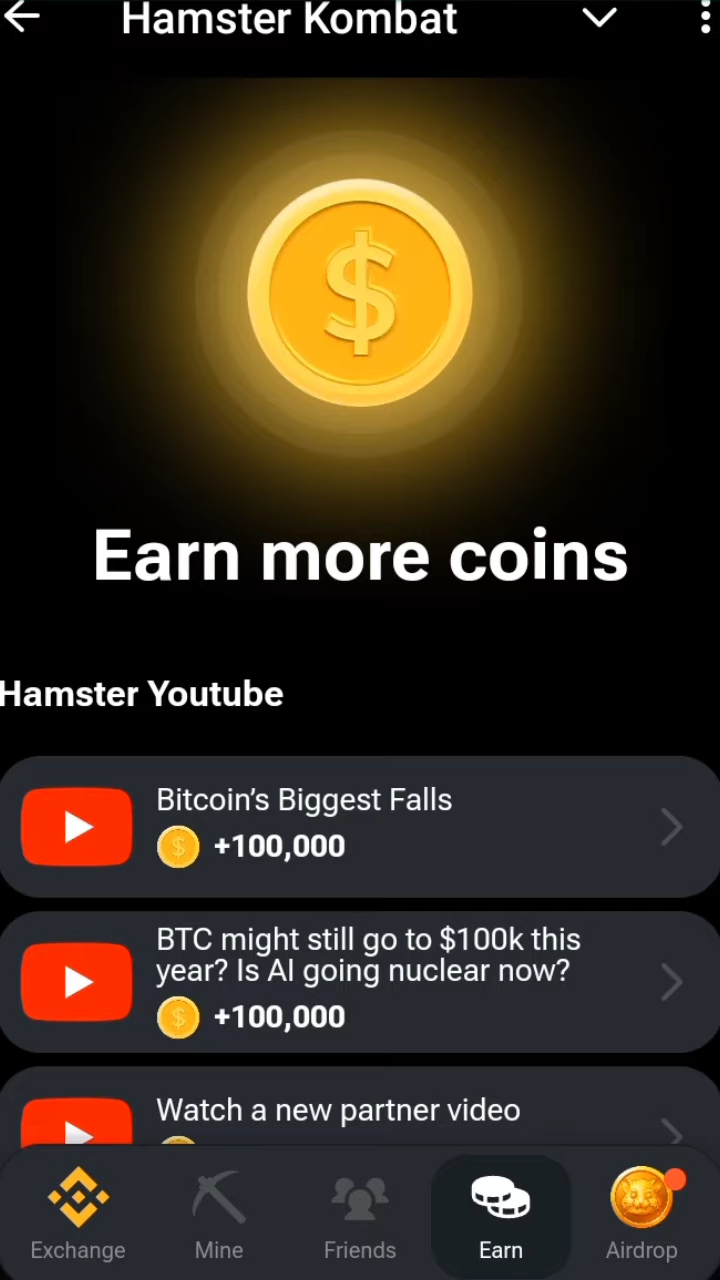 Hamster Kombat
Earn more coins
Hamster Youtube
Bitcoin’s Biggest Falls
+100,000
BTC might still go to $100k this
year? Is AI going nuclear now?
+100,000
Watch a new partner video
Exchange
Mine
Friends
Earn
Airdrop